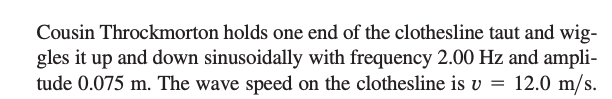 Cousin Throckmorton holds one end of the clothesline taut and wig-
gles it up and down sinusoidally with frequency 2.00 Hz and ampli-
tude 0.075 m. The wave speed on the clothesline is v = 12.0 m/s.